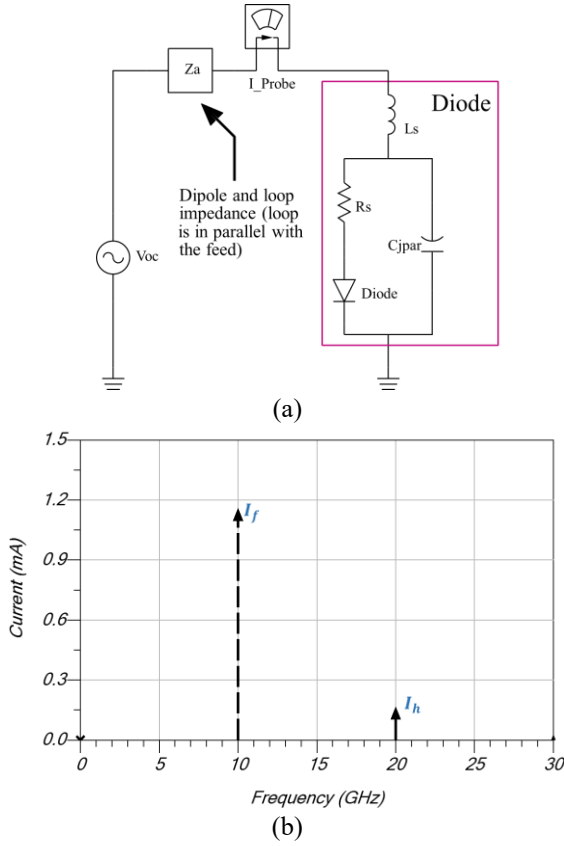 Za
I_Probe
Diode
Ls
Dipole and loop
impedance (loop
is in parallel with
the feed)
Rs
Cjpar
Voc
Diode
(a)
1.5
1.2
0.9
0.6
0.3
0.0
Current (mA)
I_f
I_h
0
5
10
15
20
25
30
Frequency (GHz)
(b)